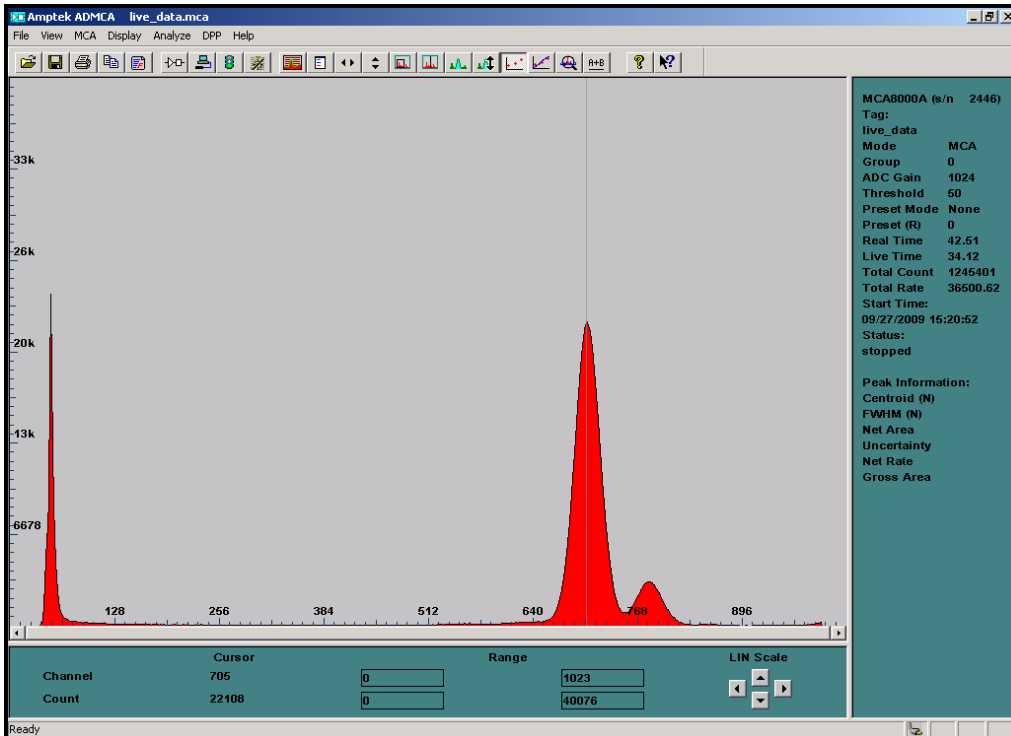 Amptek ADMCA live_data.mca
File View MCA Display Analyze DPP Help
A+B
33k
26k
20k
13k
6678
128 256 384 512 640 768 896
MCA8000A (s/n 2446)
Tag:
live_data
Mode MCA
Group 0
ADC Gain 1024
Threshold 50
Preset Mode None
Preset (R) 0
Real Time 42.51
Live Time 34.12
Total Count 1245401
Total Rate 36500.62
Start Time:
09/27/2009 15:20:52
Status:
stopped
Peak Information:
Centroid (N)
FWHM (N)
Net Area
Uncertainty
Net Rate
Gross Area
Cursor Range LIN Scale
Channel 705 0 1023
Count 22108 0 40076
Ready